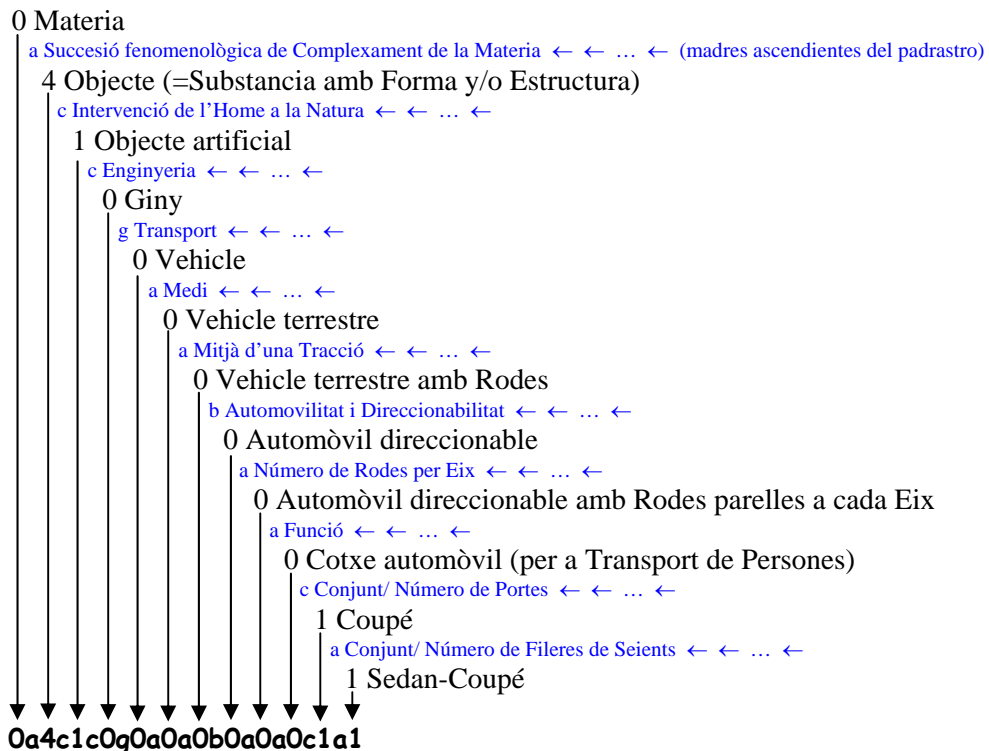 0 Materia
a Succesió fenomenològica de Complexament de la Materia ← ← … ← (madres ascendientes del padrastro)
4 Objecte (=Substancia amb Forma y/o Estructura)
c Intervenció de l’Home a la Natura ← ← … ←
1 Objecte artificial
c Enginyeria ← ← … ←
0 Giny
g Transport ← ← … ←
0 Vehicle
a Medi ← ← … ←
0 Vehicle terrestre
a Mitjà d’una Tracció ← ← … ←
0 Vehicle terrestre amb Rodes
b Automovilitat i Direccionabilitat ← ← … ←
0 Automòvil direccionable
a Número de Rodes per Eix ← ← … ←
0 Automòvil direccionable amb Rodes parelles a cada Eix
a Funció ← ← … ←
0 Cotxe automòvil (per a Transport de Persones)
c Conjunt/ Número de Portes ← ← … ←
1 Coupé
a Conjunt/ Número de Fileres de Seients ← ← … ←
1 Sedan-Coupé
0a4c1c0g0a0a0b0a0a0c1a1